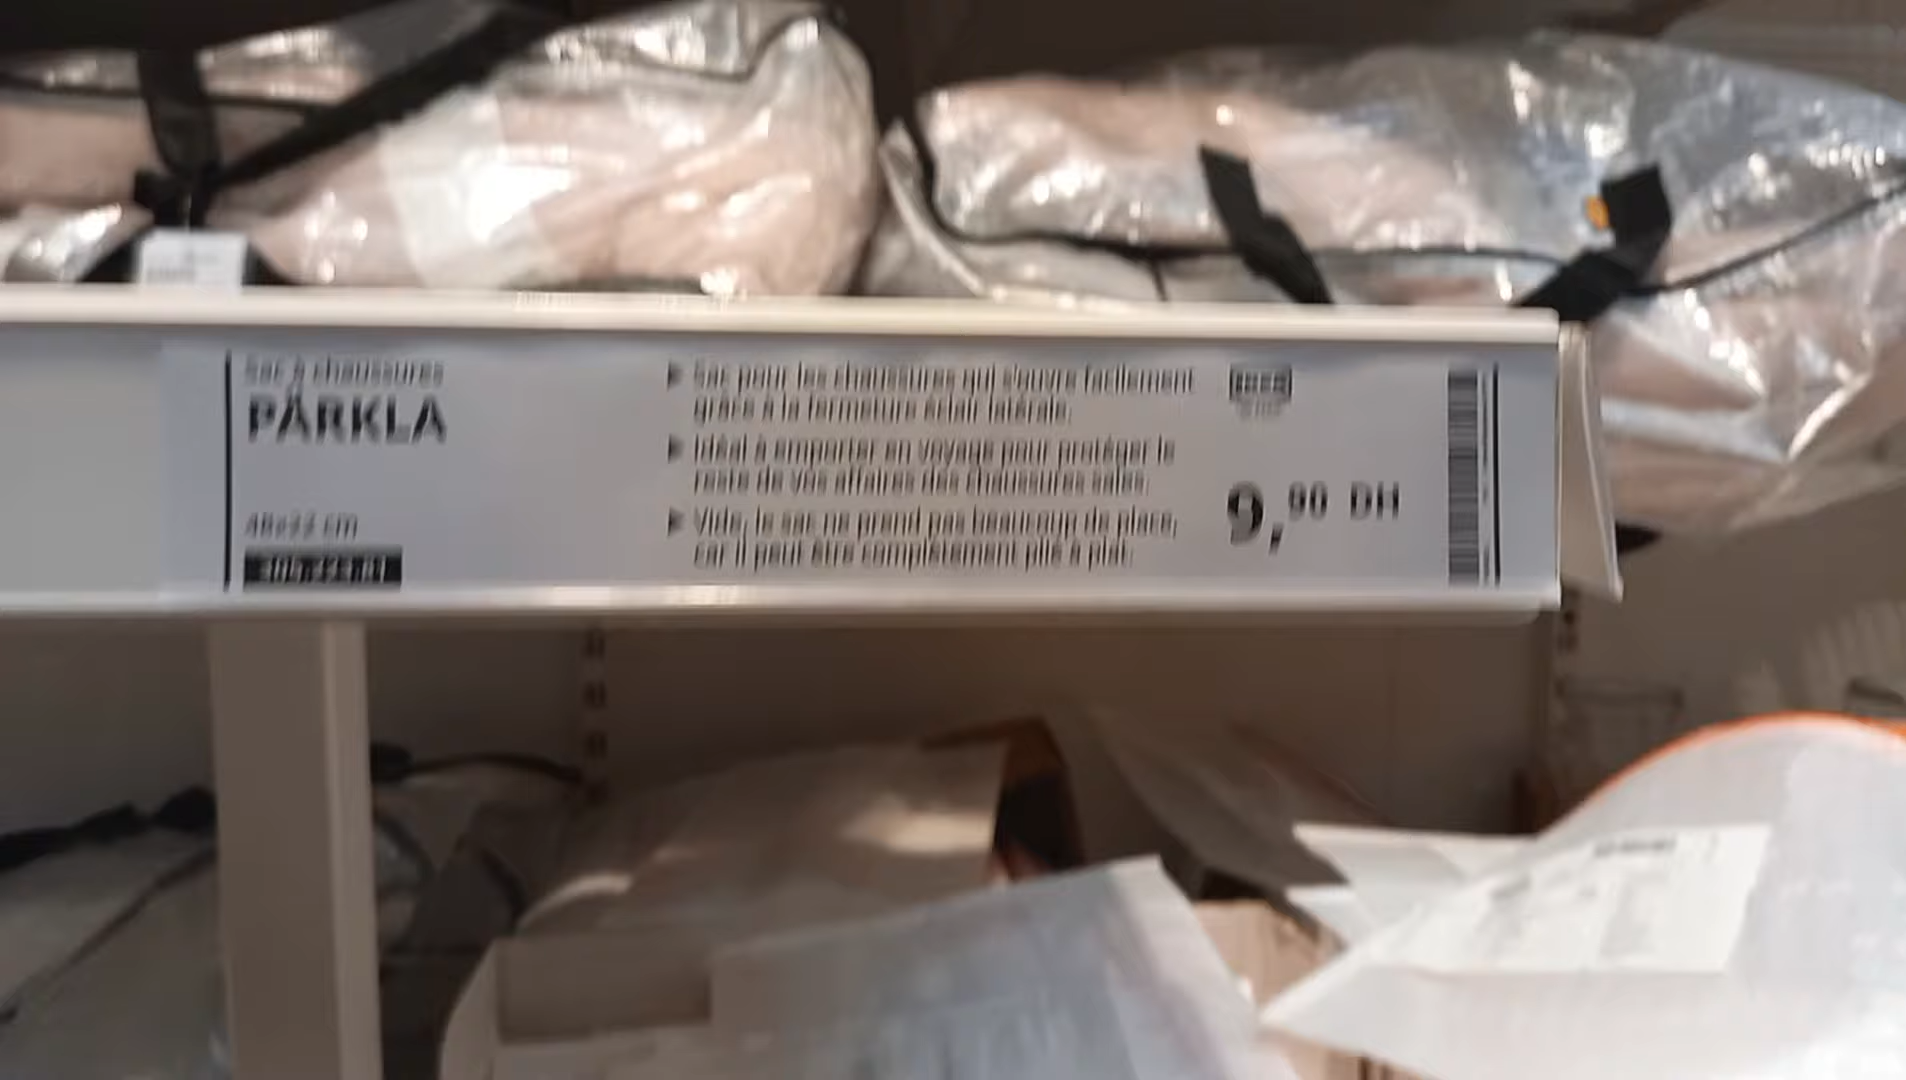 Sac à chaussures
PÄRKLA
► Sac pour les chaussures qui s'ouvre facilement
grâce à la fermeture éclair latérale.
► Idéal à emporter en voyage pour protéger le
reste de vos affaires des chaussures sales.
► Vide, le sac ne prend pas beaucoup de place,
car il peut être complètement plié à plat.
IKEA
9,90 DH
cm